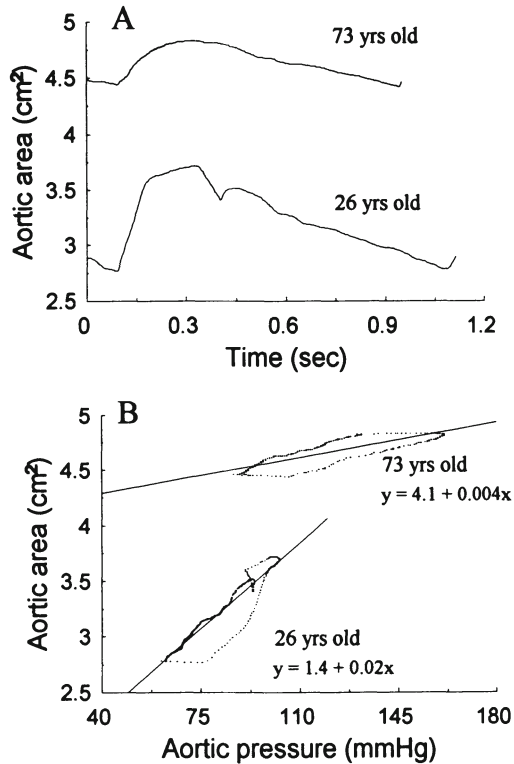 A
5
4.5
4
3.5
3
2.5
Aortic area (cm²)
73 yrs old
26 yrs old
0
0.3
0.6
0.9
1.2
Time (sec)
B
5
4.5
4
3.5
3
2.5
Aortic area (cm²)
73 yrs old
y = 4.1 + 0.004x
26 yrs old
y = 1.4 + 0.02x
40
75
110
145
180
Aortic pressure (mmHg)